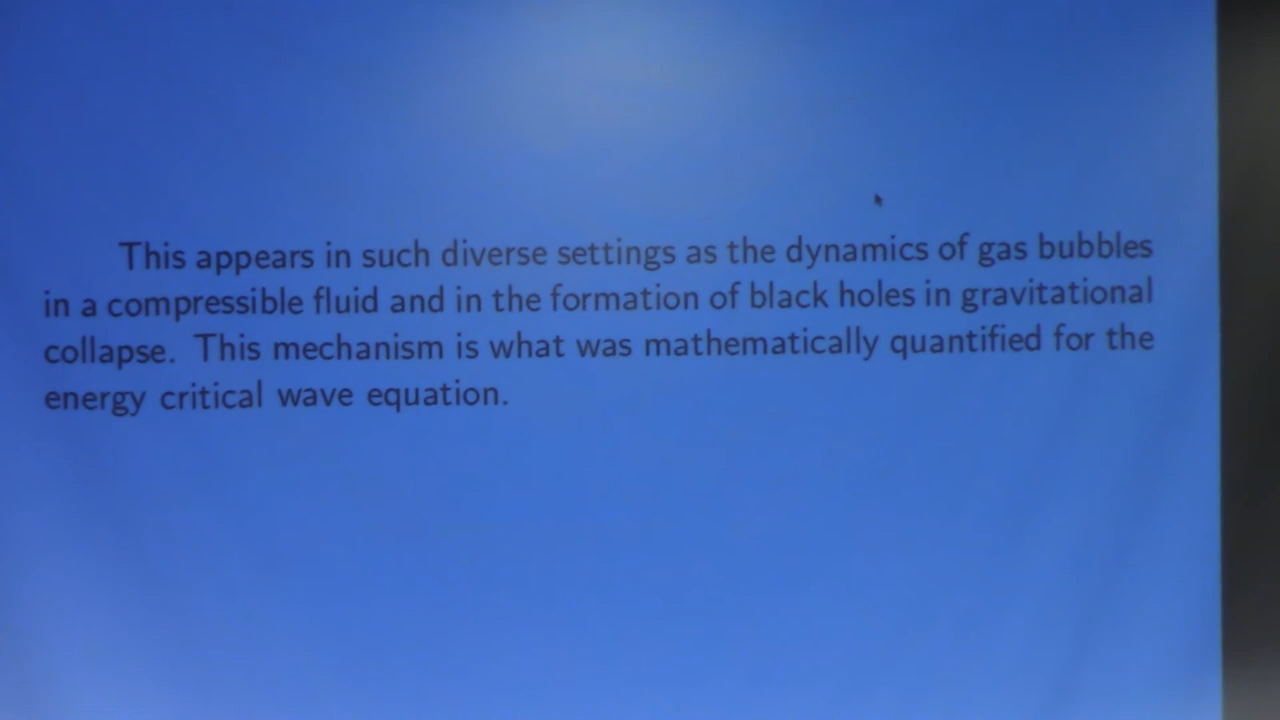 This appears in such diverse settings as the dynamics of gas bubbles
in a compressible fluid and in the formation of black holes in gravitational
collapse. This mechanism is what was mathematically quantified for the
energy critical wave equation.